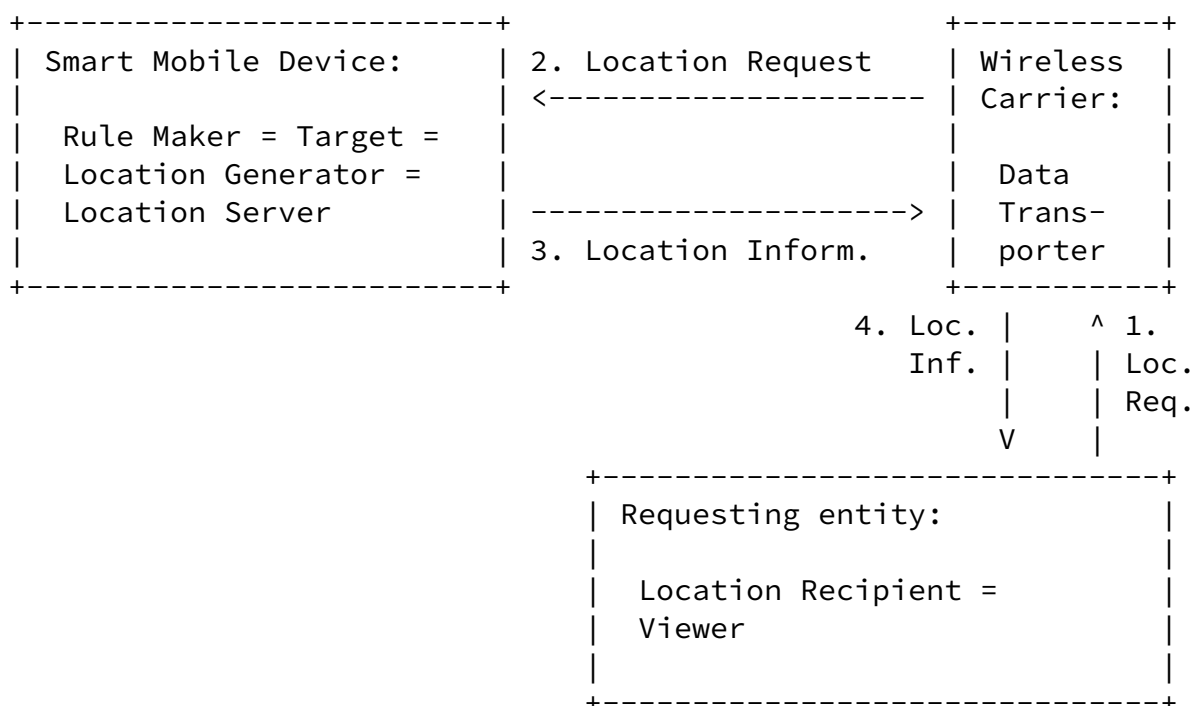 Smart Mobile Device:
2. Location Request
Wireless
Carrier:
Rule Maker = Target =
Location Generator =
Data
Location Server
Trans-
3. Location Inform.
porter
4. Loc.
^ 1.
Inf.
Loc.
Req.
V
Requesting entity:
Location Recipient =
Viewer